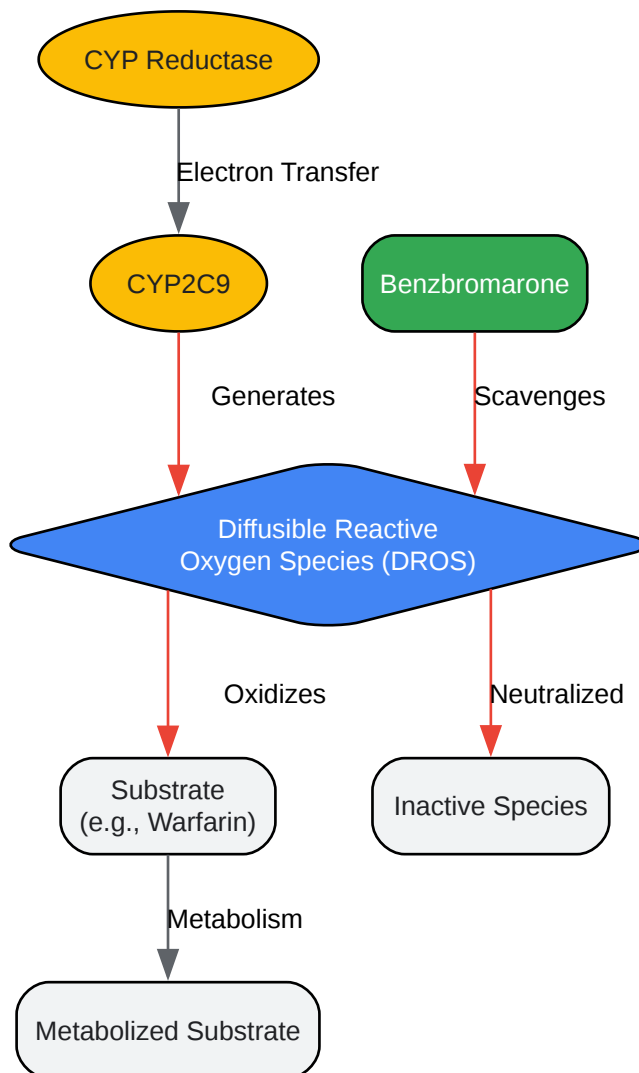 CYP Reductase
Electron Transfer
CYP2C9
Benzbromarone
Generates
Scavenges
Diffusible Reactive
Oxygen Species (DROS)
Oxidizes
Neutralized
Substrate
(e.g., Warfarin)
Inactive Species
Metabolism
Metabolized Substrate